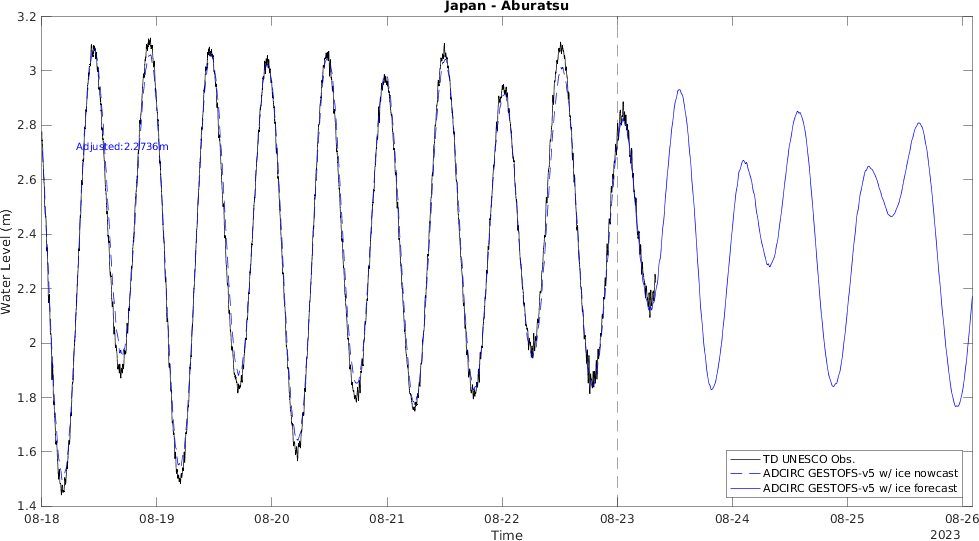 Japan - Aburatsu
3.2
3
2.8
2.6
2.4
2.2
2
1.8
1.6
1.4
Water Level (m)
Adjusted:2.2736m
TD UNESCO Obs.
ADCIRC GESTOFS-v5 w/ ice nowcast
ADCIRC GESTOFS-v5 w/ ice forecast
08-18 08-19 08-20 08-21 08-22 08-23 08-24 08-25 08-26
Time
2023